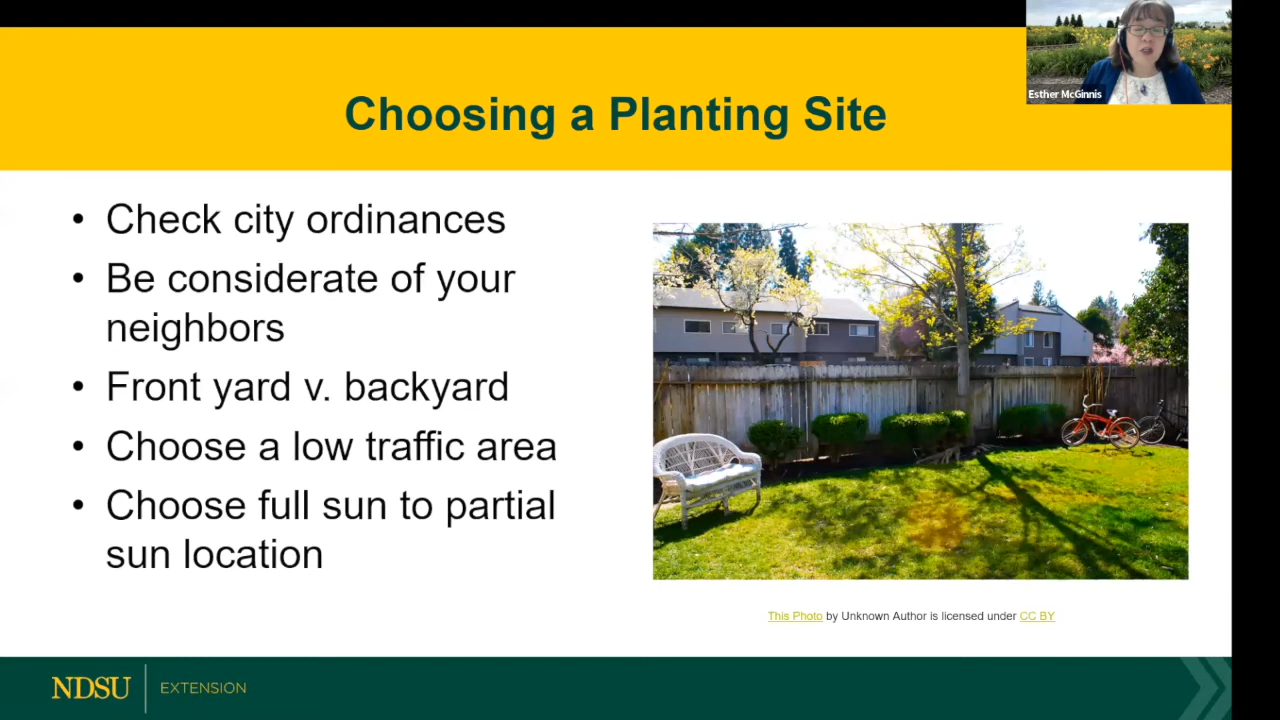 Esther McGinnis
Choosing a Planting Site
• Check city ordinances
• Be considerate of your
neighbors
• Front yard v. backyard
• Choose a low traffic area
• Choose full sun to partial
sun location
This Photo by Unknown Author is licensed under CC BY
NDSU EXTENSION